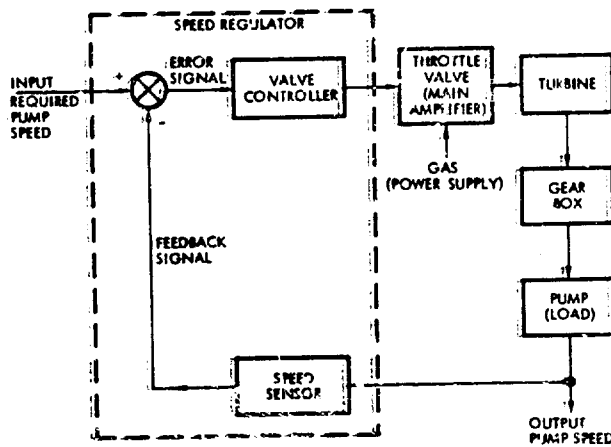 SPEED REGULATOR
INPUT
REQUIRED
PUMP
SPEED
+
ERROR
SIGNAL
-
VALVE
CONTROLLER
THROTTLE
VALVE
(MAIN
AMPLIFIER)
TURBINE
GAS
(POWER SUPPLY)
GEAR
BOX
FEEDBACK
SIGNAL
PUMP
(LOAD)
SPEED
SENSOR
OUTPUT
PUMP SPEED